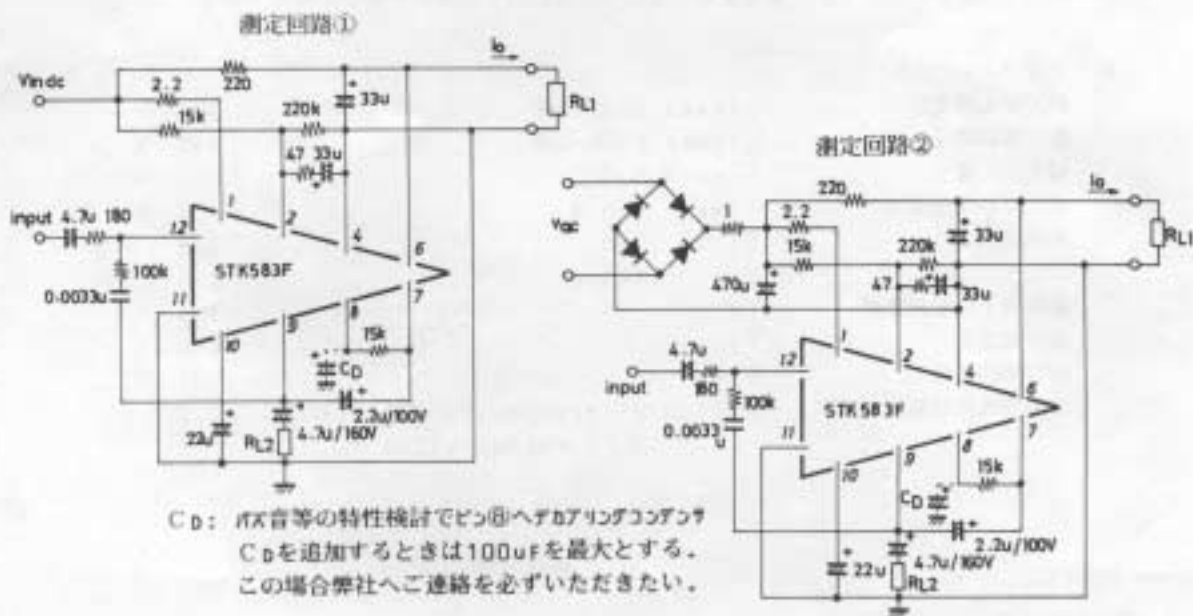 測定回路①
Vin dc
2.2
15k
220
Io
33u
RL1
220k
47 33u
input 4.7u 180
100k
0.0033u
STK583F
12
11
10
1
2
4
6
7
8
9
15k
CD
2.2u/100V
22u
RL2
4.7u/160V
測定回路②
Vac
1
2.2
15k
220
Io
33u
RL1
220k
47
33u
470u
input
4.7u
180
100k
0.0033
u
STK583F
12
11
10
1
2
4
6
7
8
9
15k
CD
2.2u/100V
22u
4.7u/160V
RL2
CD: バズ音等の特性検討でピン⑧へデカプリングコンデンサ
CDを追加するときは100uFを最大とする.
この場合弊社へご連絡を必ずいただきたい.